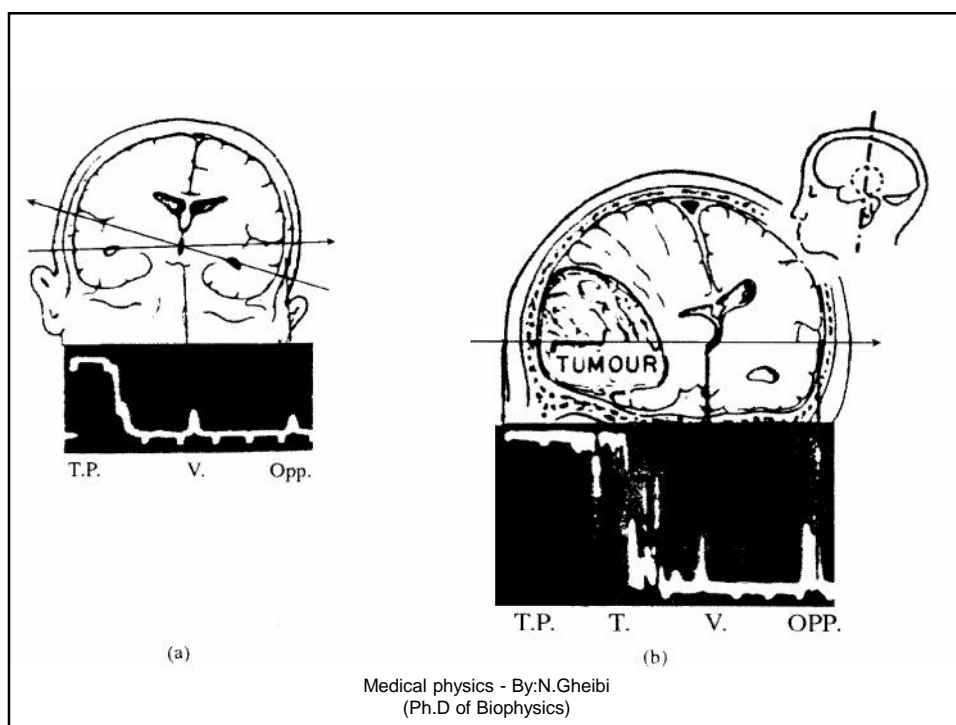 T.P. V. Opp.
(a)
TUMOUR
T.P. T. V. OPP.
(b)
Medical physics - By:N.Gheibi
(Ph.D of Biophysics)